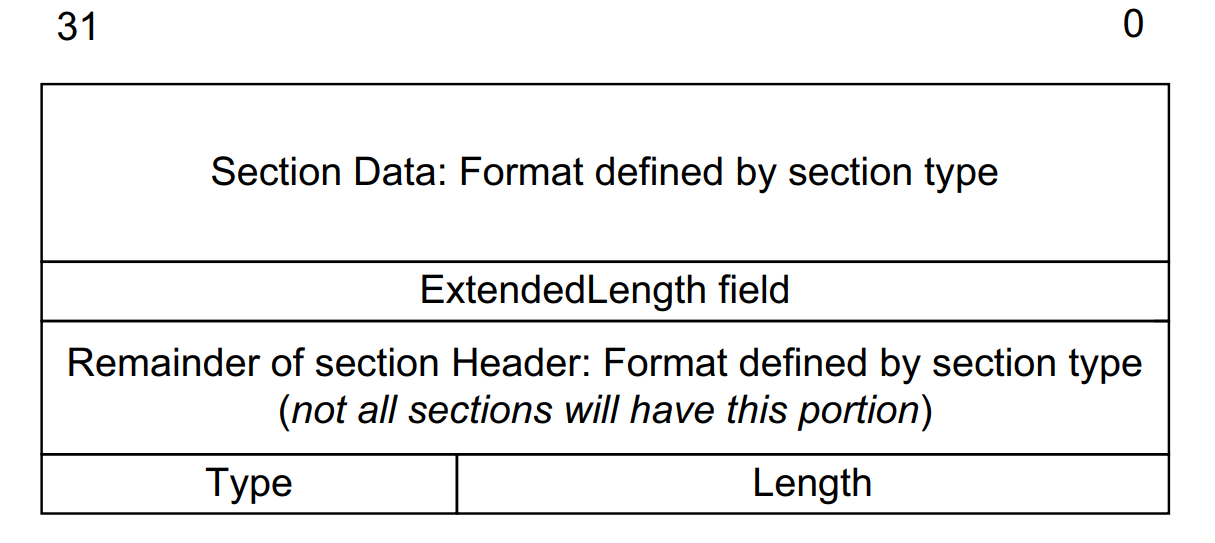 31 0
Section Data: Format defined by section type
ExtendedLength field
Remainder of section Header: Format defined by section type
(not all sections will have this portion)
Type Length